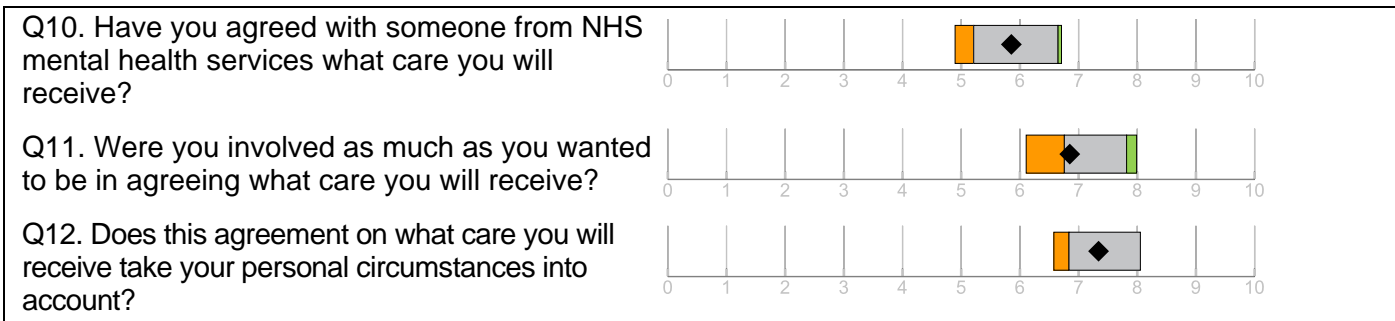 Q10. Have you agreed with someone from NHS
mental health services what care you will
receive?
0 1 2 3 4 5 6 7 8 9 10
Q11. Were you involved as much as you wanted
to be in agreeing what care you will receive?
0 1 2 3 4 5 6 7 8 9 10
Q12. Does this agreement on what care you will
receive take your personal circumstances into
account?
0 1 2 3 4 5 6 7 8 9 10